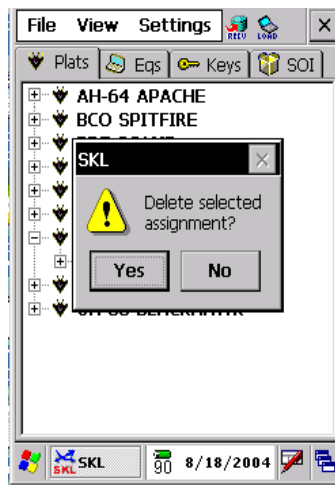 File View Settings RECV LOAD
Plats Eqs Keys SOI
AH-64 APACHE
BCO SPITFIRE
SKL
Delete selected
assignment?
Yes No
SKL 90 8/18/2004